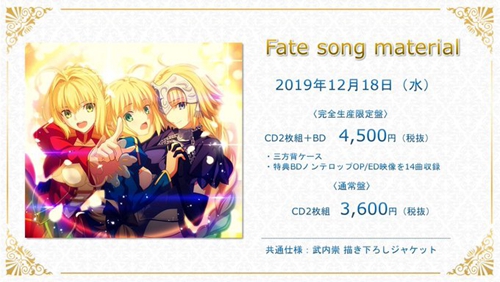 Fate song material
2019年12月18日（水）
〈完全生産限定盤〉
CD2枚組＋BD 4,500円（税抜）
・三方背ケース
・特典BDノンテロップOP/ED映像を14曲収録
〈通常盤〉
CD2枚組 3,600円（税抜）
共通仕様：武内崇 描き下ろしジャケット